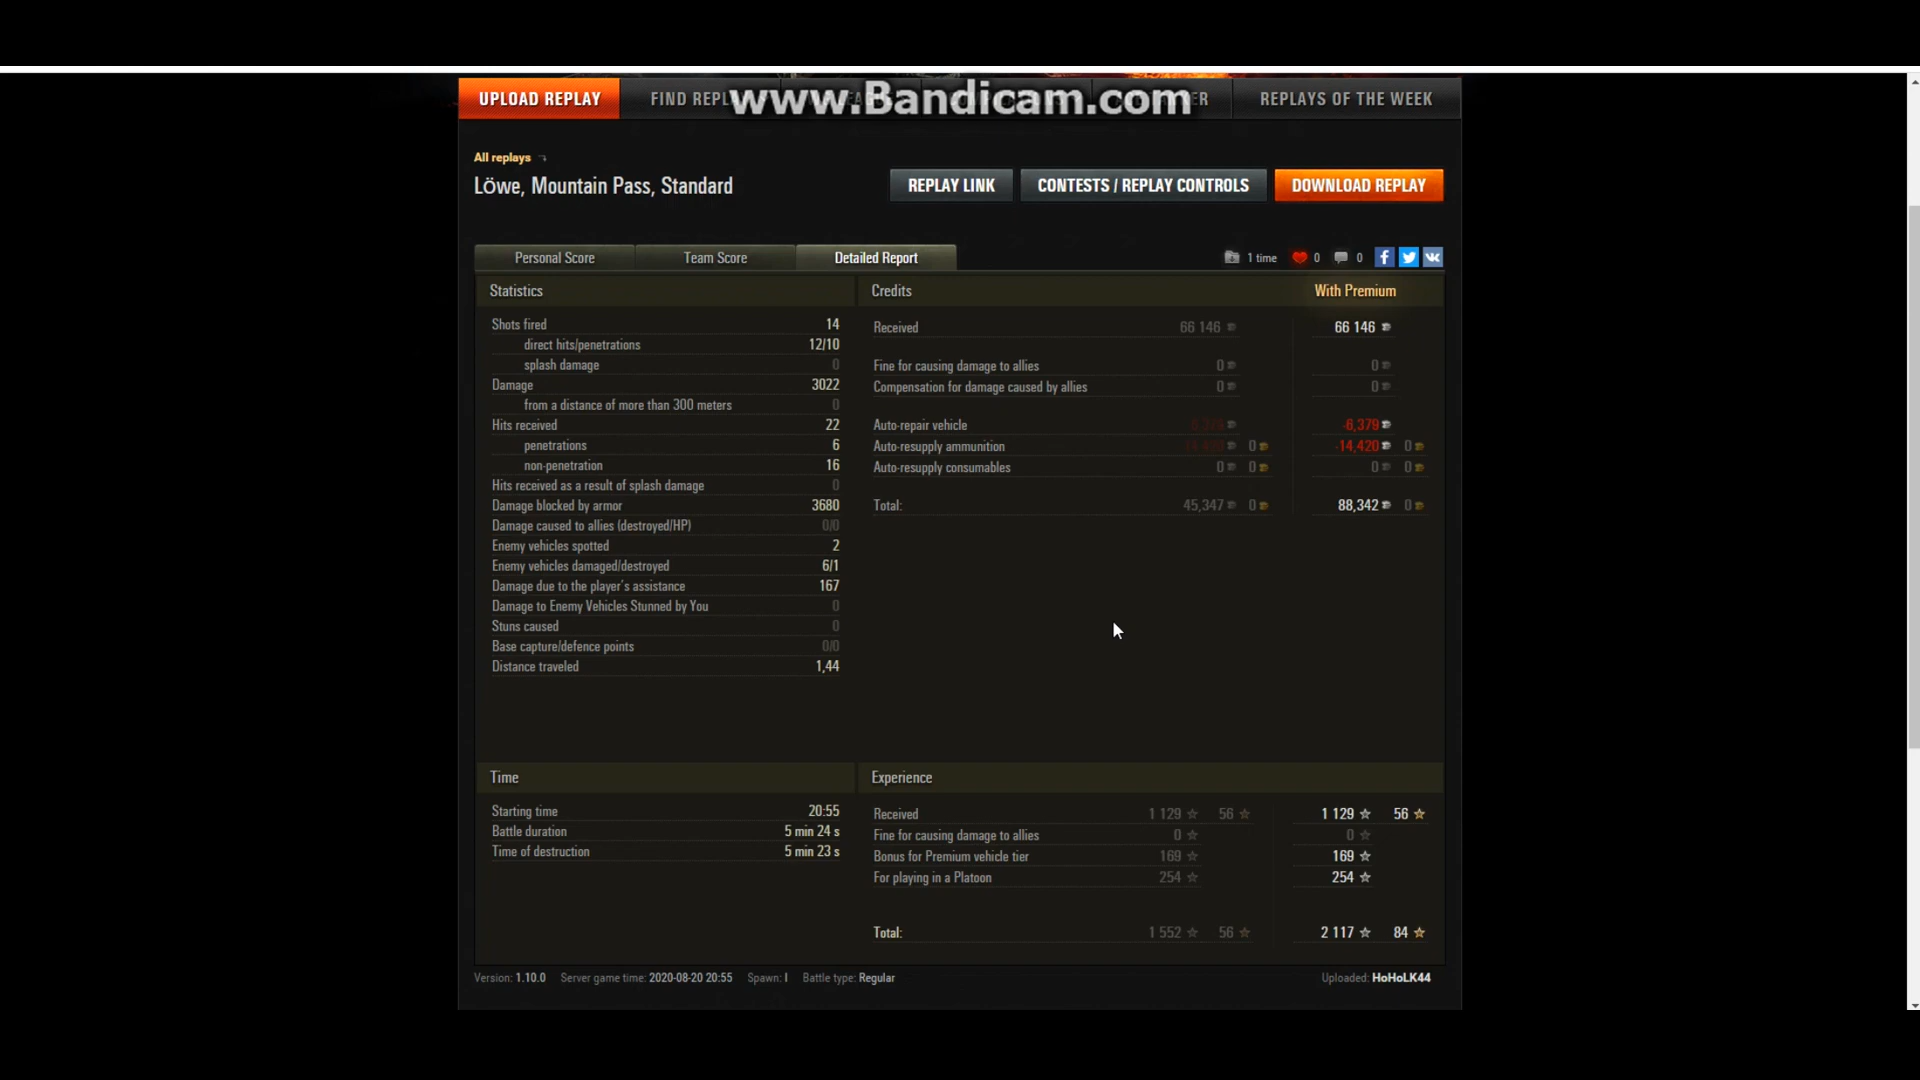 www.Bandicam.com
UPLOAD REPLAY FIND REPL REPLAYS OF THE WEEK
All replays
Löwe, Mountain Pass, Standard
REPLAY LINK CONTESTS / REPLAY CONTROLS DOWNLOAD REPLAY
Personal Score Team Score Detailed Report 1 time 0 0
Statistics Credits With Premium
Shots fired 14 Received 66 146 66 146
direct hits/penetrations 12/10
splash damage 0 Fine for causing damage to allies 0 0
Damage 3022 Compensation for damage caused by allies 0 0
from a distance of more than 300 meters 0
Hits received 22 Auto-repair vehicle -6,379
penetrations 6 Auto-resupply ammunition 0 -14,420 0
non-penetration 16 Auto-resupply consumables 0 0 0 0
Hits received as a result of splash damage 0
Damage blocked by armor 3680 Total: 45,347 0 88,342 0
Damage caused to allies (destroyed/HP) 0/0
Enemy vehicles spotted 2
Enemy vehicles damaged/destroyed 6/1
Damage due to the player's assistance 167
Damage to Enemy Vehicles Stunned by You 0
Stuns caused 0
Base capture/defence points 0/0
Distance traveled 1,44
Time Experience
Starting time 20:55 Received 1 129 56 1 129 56
Battle duration 5 min 24 s Fine for causing damage to allies 0 0
Time of destruction 5 min 23 s Bonus for Premium vehicle tier 169 169
For playing in a Platoon 254 254
Total: 1 552 56 2 117 84
Version: 1.10.0 Server game time: 2020-08-20 20:55 Spawn: I Battle type: Regular Uploaded: HoHoLK44